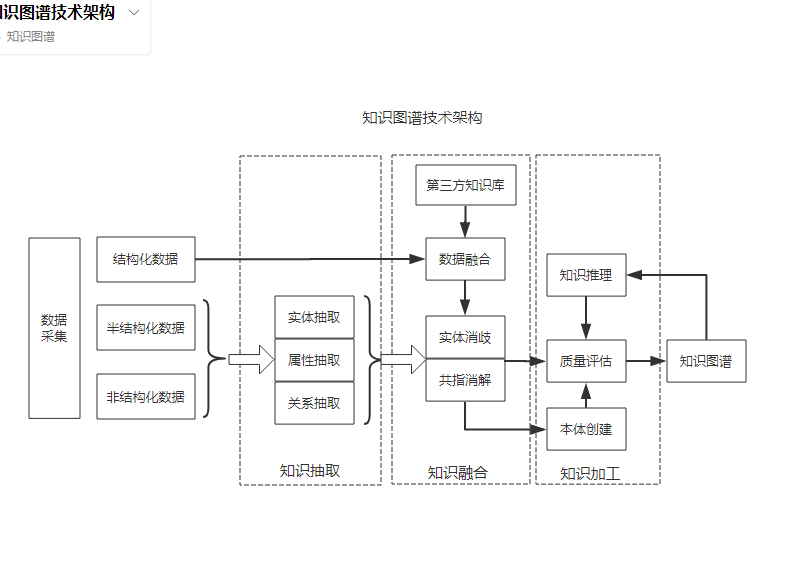 识图谱技术架构
知识图谱
知识图谱技术架构
数据
采集
结构化数据
半结构化数据
非结构化数据
实体抽取
属性抽取
关系抽取
知识抽取
第三方知识库
数据融合
实体消歧
共指消解
知识融合
知识推理
质量评估
本体创建
知识加工
知识图谱